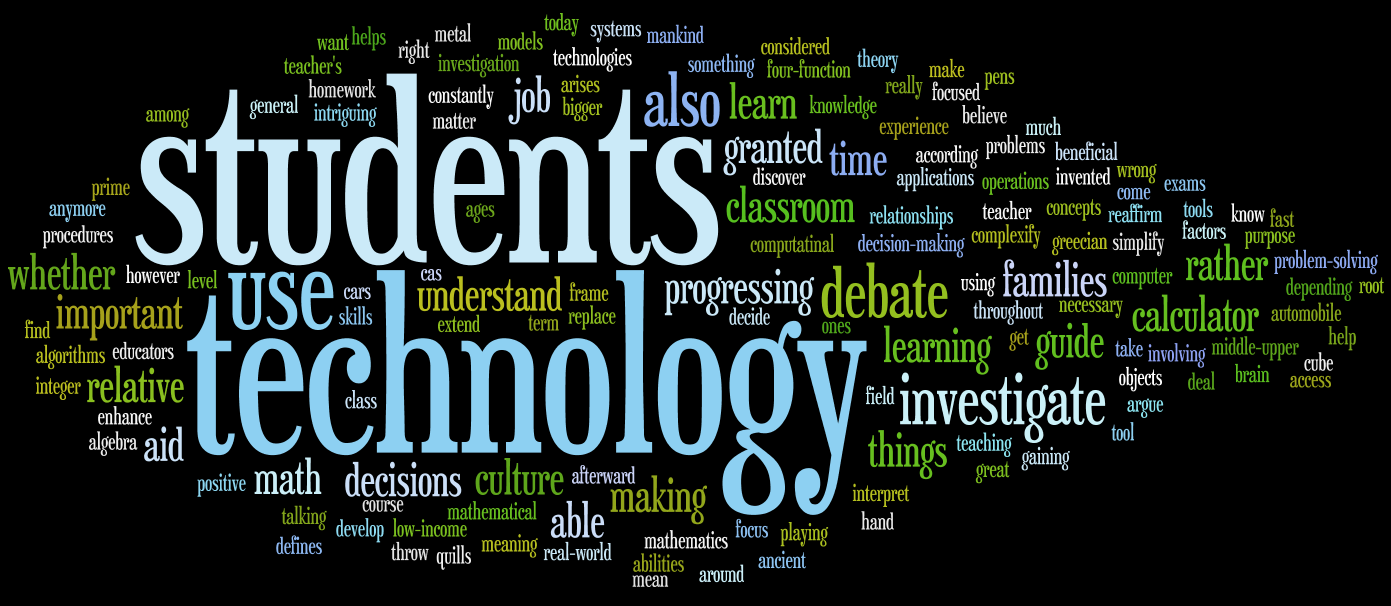 today
systems
mankind
want
helps
right
metal
models
considered
teacher's
investigation
technologies
something
four-function
theory
homework
constantly
job
arises
also
learn
knowledge
really
make
pens
focused
general
intriguing
matter
bigger
believe
among
students
granted
time
experience
according
problems
much
beneficial
discover
applications
operations
invented
wrong
come
exams
prime
anymore
ages
classroom
relationships
teacher
concepts
reaffirm
tools
know
fast
procedures
computatinal
decision-making
complexify
greecian
simplify
factors
purpose
whether
however
level
use
cars
skills
cas
understand
frame
progressing
debate
using
families
computer
rather
problem-solving
important
extend
term
replace
decide
ones
throughout
necessary
calculator
depending
root
automobile
find
algorithms
educators
technology
learning
get
guide
take
involving
middle-upper
help
integer
relative
class
field
investigate
objects
deal
brain
cube
access
enhance
argue
algebra
aid
things
teaching
tool
great
gaining
positive
math
decisions
culture
afterward
making
interpret
course
talking
develop
low-income
mathematical
able
hand
defines
throw
quills
meaning
real-world
mathematics
focus
playing
abilities
mean
around
ancient